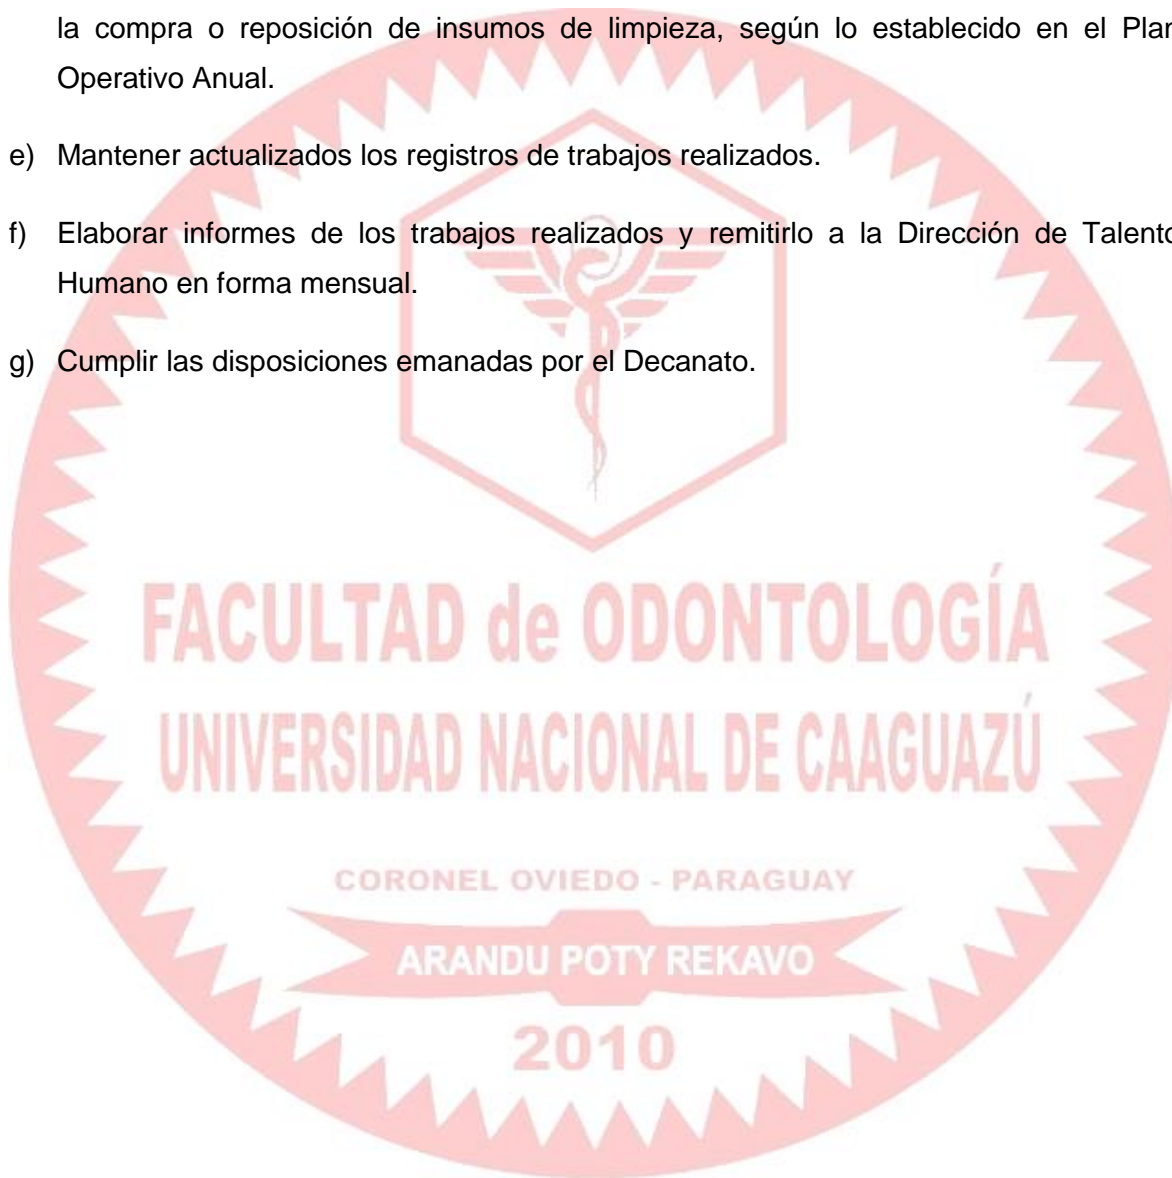 la compra o reposición de insumos de limpieza, según lo establecido en el Plan
Operativo Anual.
e) Mantener actualizados los registros de trabajos realizados.
f) Elaborar informes de los trabajos realizados y remitirlo a la Dirección de Talento
Humano en forma mensual.
g) Cumplir las disposiciones emanadas por el Decanato.
FACULTAD de ODONTOLOGÍA
UNIVERSIDAD NACIONAL DE CAAGUAZÚ
CORONEL OVIEDO - PARAGUAY
ARANDU POTY REKAVO
2010